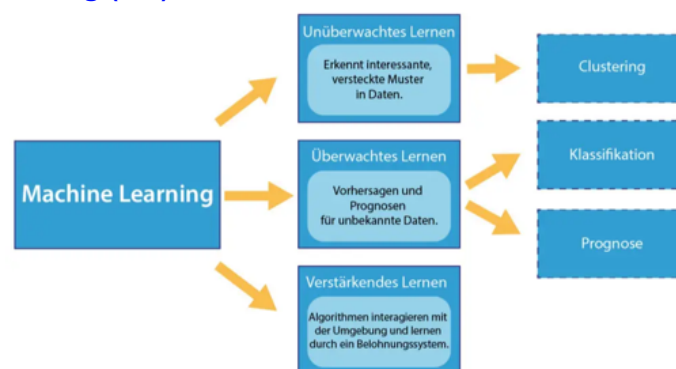 Machine Learning
Unüberwachtes Lernen
Erkennt interessante,
versteckte Muster
in Daten.
Clustering
Überwachtes Lernen
Vorhersagen und
Prognosen
für unbekannte Daten.
Klassifikation
Prognose
Verstärkendes Lernen
Algorithmen interagieren mit
der Umgebung und lernen
durch ein Belohnungssystem.